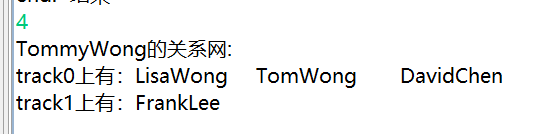 4
TommyWong的关系网:
track0上有：LisaWong TomWong DavidChen
track1上有：FrankLee